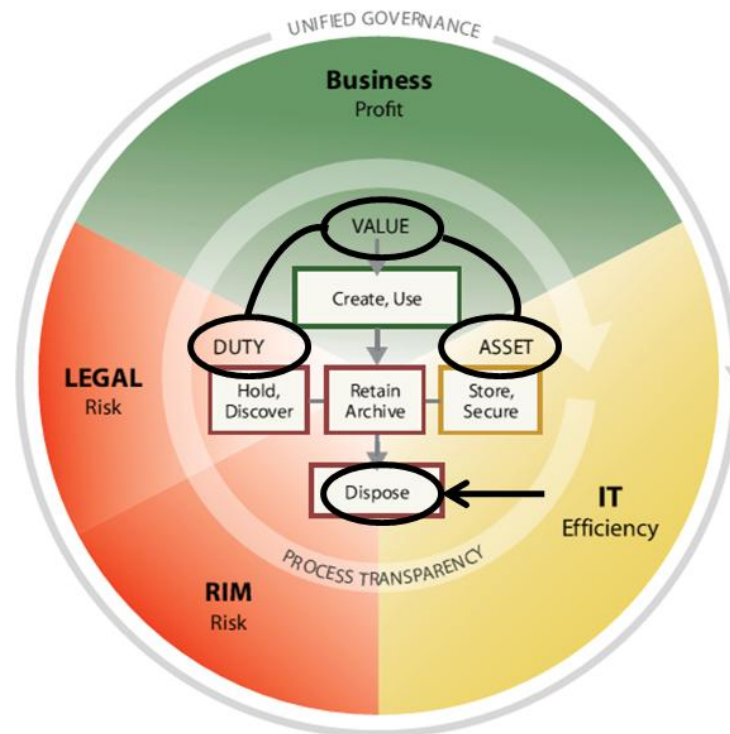 UNIFIED GOVERNANCE
Business
Profit
VALUE
Create, Use
DUTY
ASSET
LEGAL
Risk
Hold,
Discover
Retain
Archive
Store,
Secure
Dispose
IT
Efficiency
PROCESS TRANSPARENCY
RIM
Risk